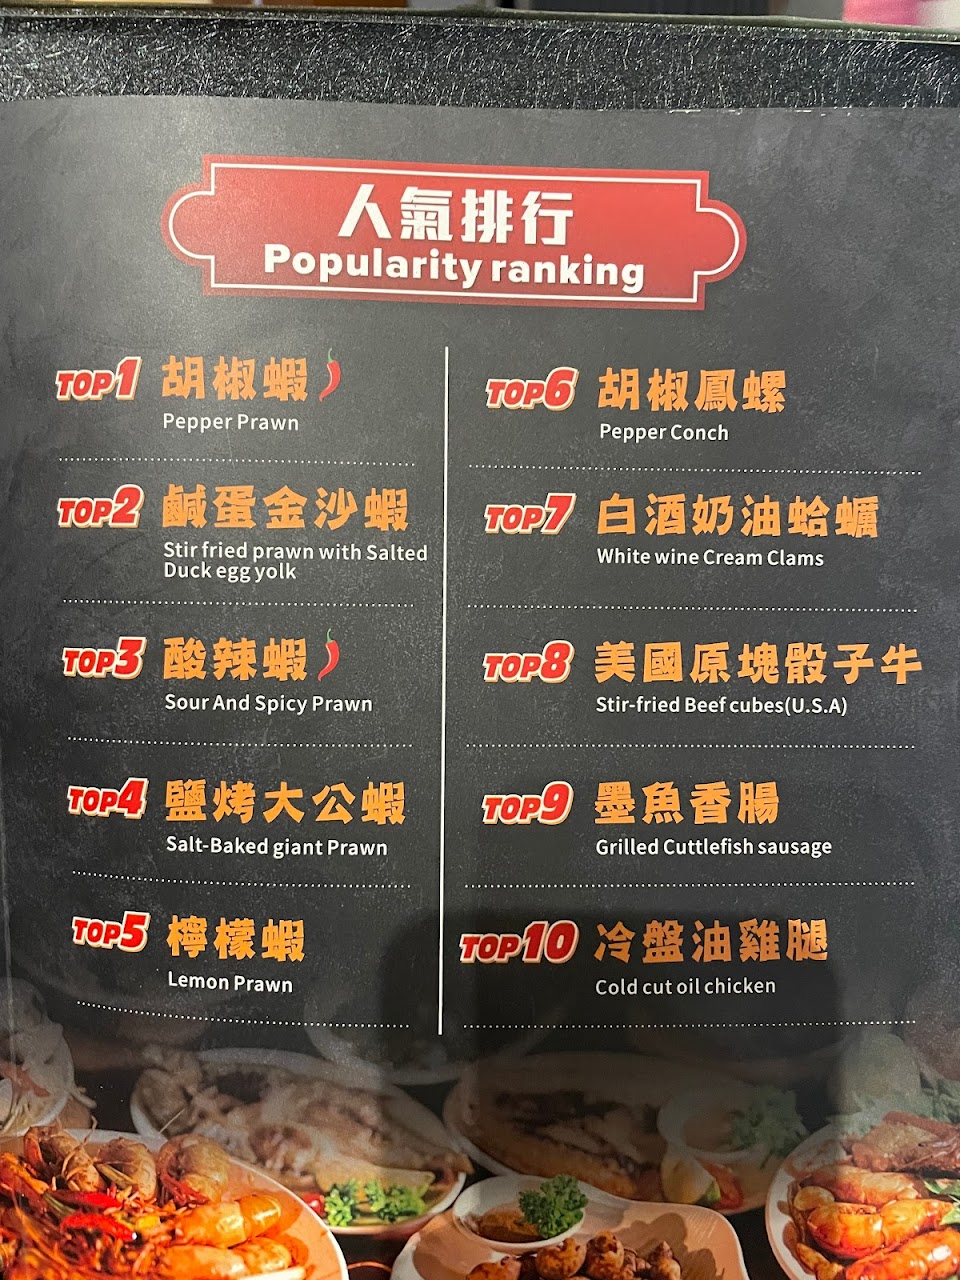 人氣排行
Popularity ranking
TOP1 胡椒蝦
Pepper Prawn
TOP2 鹹蛋金沙蝦
Stir fried prawn with Salted
Duck egg yolk
TOP3 酸辣蝦
Sour And Spicy Prawn
TOP4 鹽烤大公蝦
Salt-Baked giant Prawn
TOP5 檸檬蝦
Lemon Prawn
TOP6 胡椒鳳螺
Pepper Conch
TOP7 白酒奶油蛤蠣
White wine Cream Clams
TOP8 美國原塊骰子牛
Stir-fried Beef cubes(U.S.A)
TOP9 墨魚香腸
Grilled Cuttlefish sausage
TOP10 冷盤油雞腿
Cold cut oil chicken